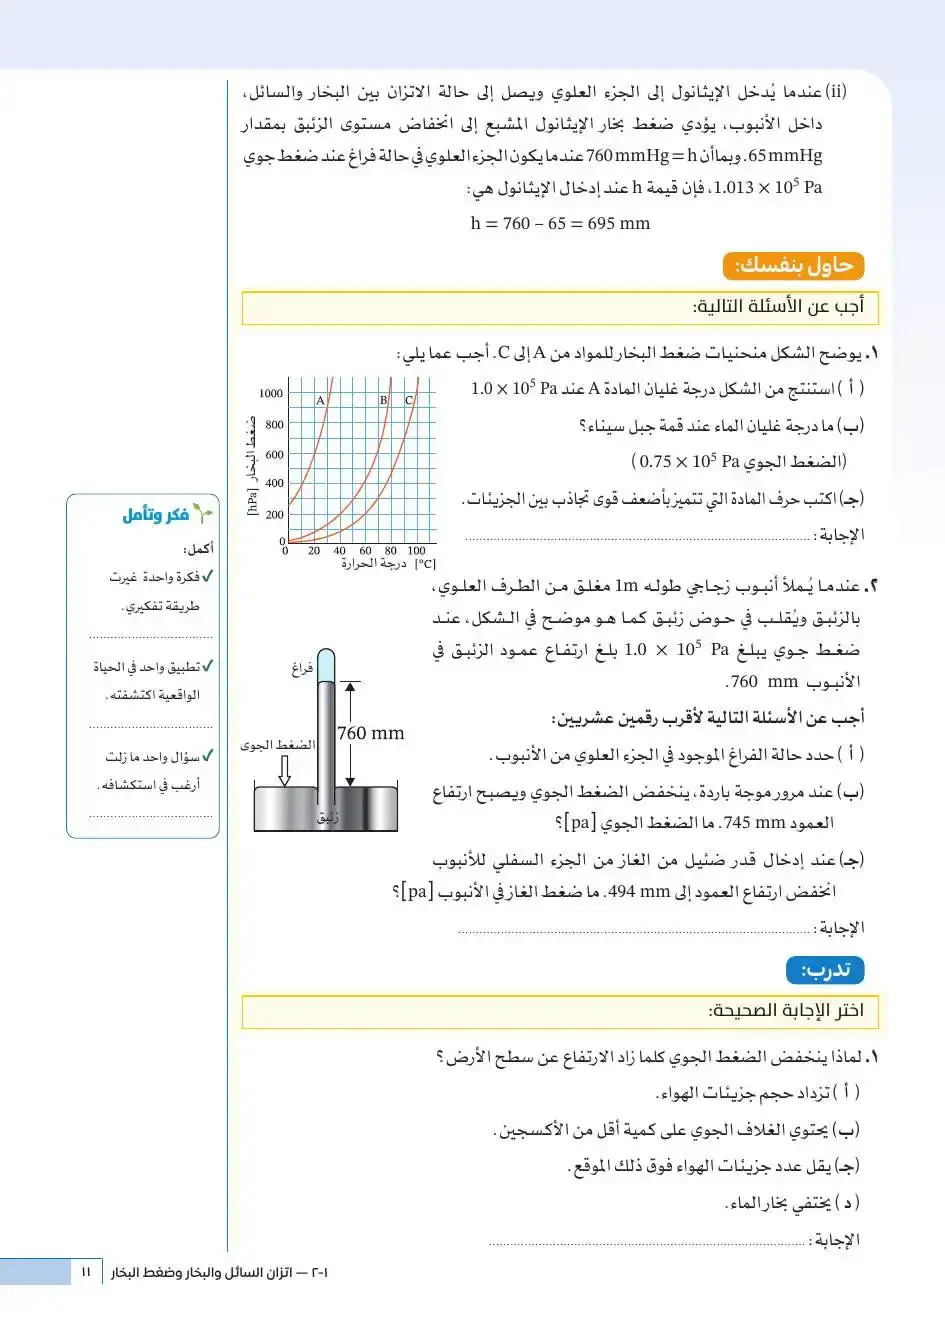 (ii) عندما يُدخل الإيثانول إلى الجزء العلوي ويصل إلى حالة الاتزان بين البخار والسائل،
داخل الأنبوب، يؤدي ضغط بخار الإيثانول المشبع إلى انخفاض مستوى الزئبق بمقدار
65 mmHg. وبما أن 760 mmHg = h عندما يكون الجزء العلوي في حالة فراغ عند ضغط جوي
1.013 × 10⁵ Pa، فإن قيمة h عند إدخال الإيثانول هي:
h = 760 – 65 = 695 mm
حاول بنفسك:
أجب عن الأسئلة التالية:
١. يوضح الشكل منحنيات ضغط البخار للمواد من A إلى C. أجب عما يلي:
( أ ) استنتج من الشكل درجة غليان المادة A عند 1.0 × 10⁵ Pa
(ب) ما درجة غليان الماء عند قمة جبل سيناء؟
(الضغط الجوي 0.75 × 10⁵ Pa )
(جـ) اكتب حرف المادة التي تتميز بأضعف قوى تجاذب بين الجزيئات.
الإجابة: ........................................
ضغط البخار [hPa]
1000
800
600
400
200
0
A B C
0 20 40 60 80 100
درجة الحرارة [°C]
٢. عندما يُملأ أنبوب زجاجي طوله 1m مغلق من الطرف العلوي،
بالزئبق ويُقلب في حوض زئبق كما هو موضح في الشكل، عند
ضغط جوي يبلغ 1.0 × 10⁵ Pa بلغ ارتفاع عمود الزئبق في
الأنبوب 760 mm.
أجب عن الأسئلة التالية لأقرب رقمين عشريين:
( أ ) حدد حالة الفراغ الموجود في الجزء العلوي من الأنبوب.
(ب) عند مرور موجة باردة، ينخفض الضغط الجوي ويصبح ارتفاع
العمود 745 mm. ما الضغط الجوي [pa]؟
(جـ) عند إدخال قدر ضئيل من الغاز من الجزء السفلي للأنبوب
انخفض ارتفاع العمود إلى 494 mm. ما ضغط الغاز في الأنبوب [pa]؟
الإجابة: ........................................
فراغ
760 mm
الضغط الجوى
زئبق
تدرب:
اختر الإجابة الصحيحة:
١. لماذا ينخفض الضغط الجوي كلما زاد الارتفاع عن سطح الأرض؟
( أ ) تزداد حجم جزيئات الهواء.
(ب) يحتوي الغلاف الجوي على كمية أقل من الأكسجين.
(جـ) يقل عدد جزيئات الهواء فوق ذلك الموقع.
( د ) يختفي بخار الماء.
الإجابة: ........................................
فكر وتأمل
أكمل:
✓ فكرة واحدة غيرت
طريقة تفكيري.
........................................
✓ تطبيق واحد في الحياة
الواقعية اكتشفته.
........................................
✓ سؤال واحد ما زلت
أرغب في استكشافه.
........................................
٢-١ — اتزان السائل والبخار وضغط البخار ١١